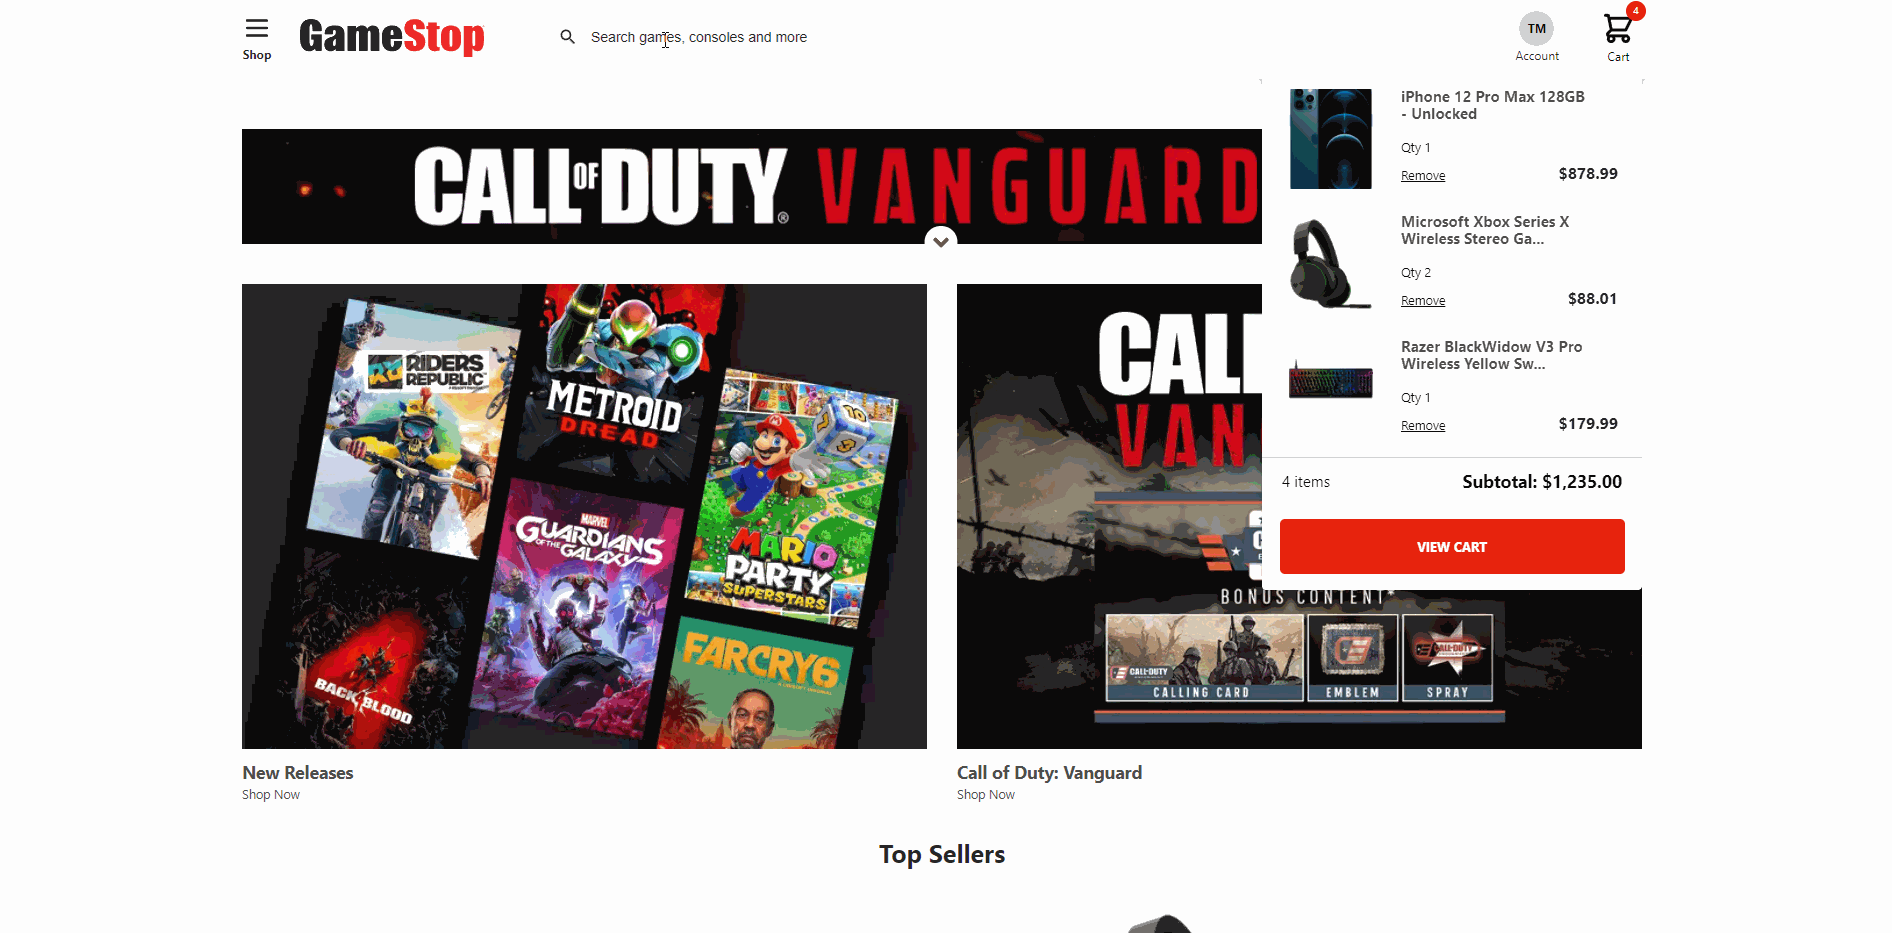 Shop
GameStop
Search games, consoles and more
TM
Account
4
Cart
CALL OF DUTY® VANGUARD
iPhone 12 Pro Max 128GB
- Unlocked
Qty 1
Remove
$878.99
Microsoft Xbox Series X
Wireless Stereo Ga...
Qty 2
Remove
$88.01
Razer BlackWidow V3 Pro
Wireless Yellow Sw...
Qty 1
Remove
$179.99
4 items
Subtotal: $1,235.00
VIEW CART
RIDERS
REPUBLIC
METROID
DREAD
MARVEL
GUARDIANS
OF THE
GALAXY
MARIO
PARTY
SUPERSTARS
BACK 4 BLOOD
FARCRY6
CALL
VAN
BONUS CONTENT*
CALL·DUTY
CALLING CARD
EMBLEM
CALL·DUTY
SPRAY
New Releases
Shop Now
Call of Duty: Vanguard
Shop Now
Top Sellers